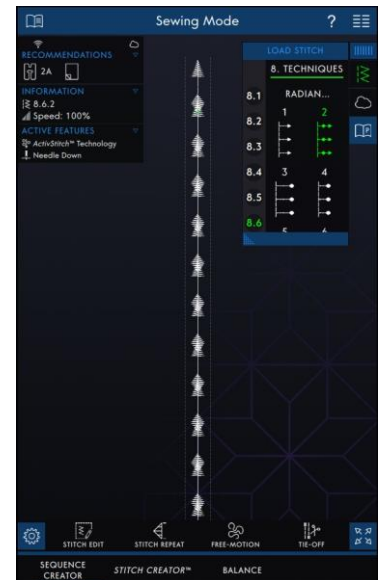 Sewing Mode
?
RECOMMENDATIONS
2A
INFORMATION
8.6.2
Speed: 100%
ACTIVE FEATURES
ActivStitch™ Technology
Needle Down
LOAD STITCH
8. TECHNIQUES
8.1
RADIAN...
1 2
8.2
8.3
8.4
3 4
8.5
8.6
5 6
STITCH EDIT
STITCH REPEAT
FREE-MOTION
TIE-OFF
SEQUENCE
CREATOR
STITCH CREATOR™
BALANCE